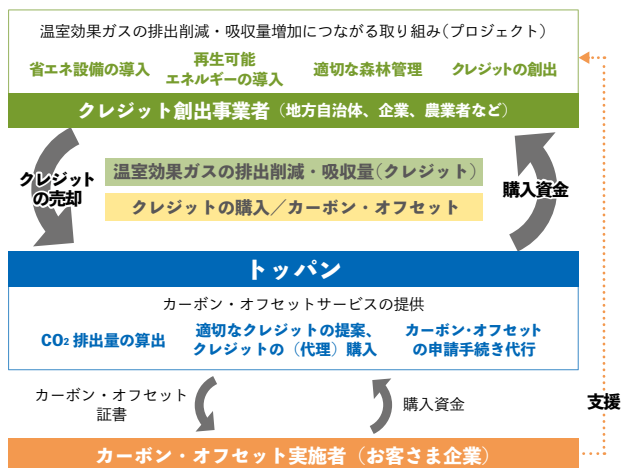 温室効果ガスの排出削減・吸収量増加につながる取り組み（プロジェクト）
省エネ設備の導入
再生可能
エネルギーの導入
適切な森林管理
クレジットの創出
クレジット創出事業者（地方自治体、企業、農業者など）
クレジット
の売却
温室効果ガスの排出削減・吸収量（クレジット）
クレジットの購入／カーボン・オフセット
購入資金
トッパン
カーボン・オフセットサービスの提供
CO₂ 排出量の算出
適切なクレジットの提案、
クレジットの（代理）購入
カーボン・オフセット
の申請手続き代行
カーボン・オフセット
証書
購入資金
支援
カーボン・オフセット実施者（お客さま企業）